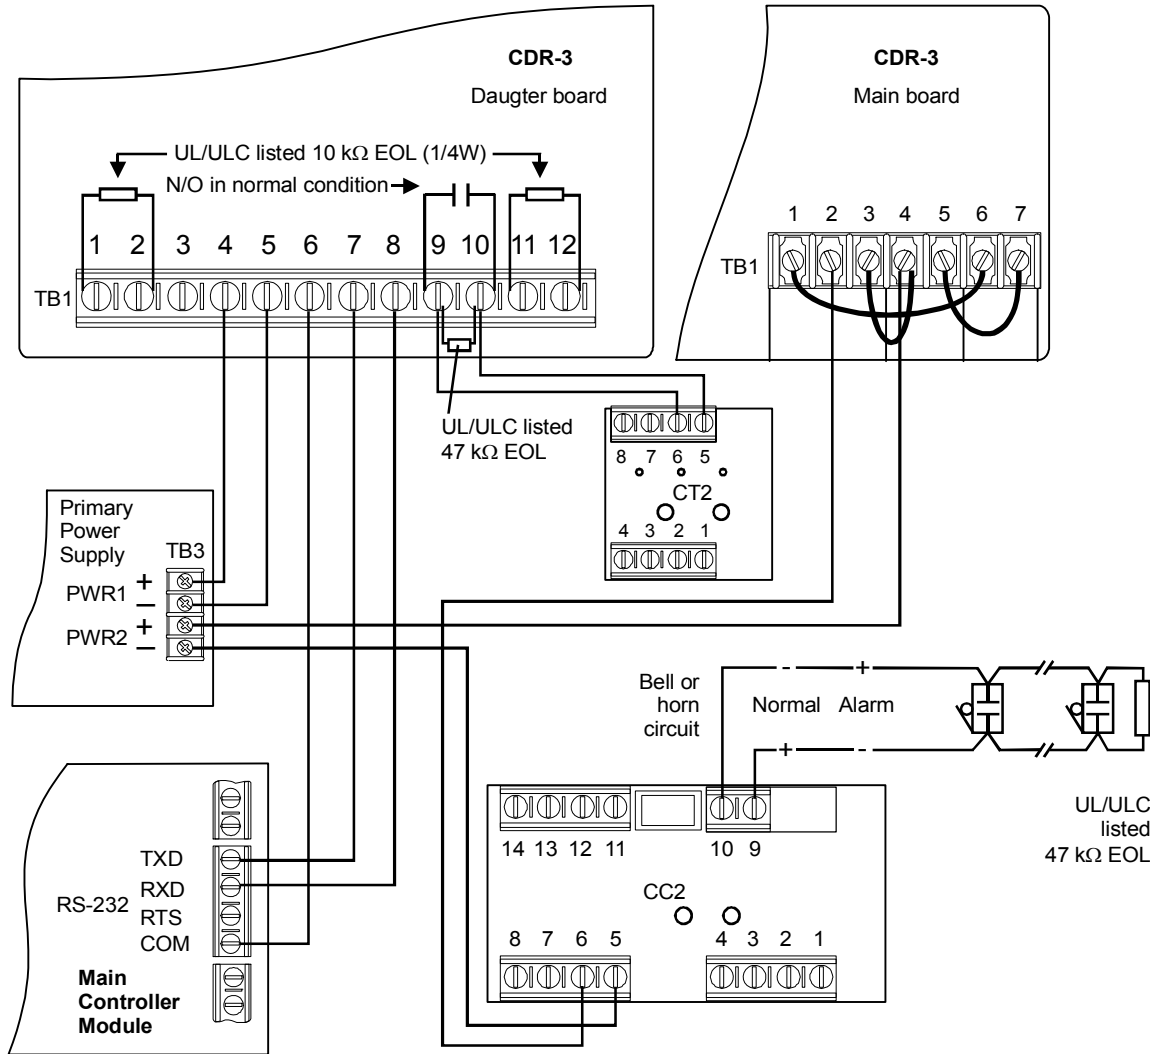 CDR-3
Daugter board
UL/ULC listed 10 kΩ EOL (1/4W)
N/O in normal condition
1 2 3 4 5 6 7 8 9 10 11 12
TB1
UL/ULC listed
47 kΩ EOL
CDR-3
Main board
1 2 3 4 5 6 7
TB1
8 7 6 5
CT2
4 3 2 1
Primary
Power
Supply
TB3
PWR1
+
–
PWR2
+
–
Bell or
horn
circuit
- +
Normal Alarm
+ -
UL/ULC
listed
47 kΩ EOL
14 13 12 11 10 9
CC2
8 7 6 5 4 3 2 1
RS-232
TXD
RXD
RTS
COM
Main
Controller
Module